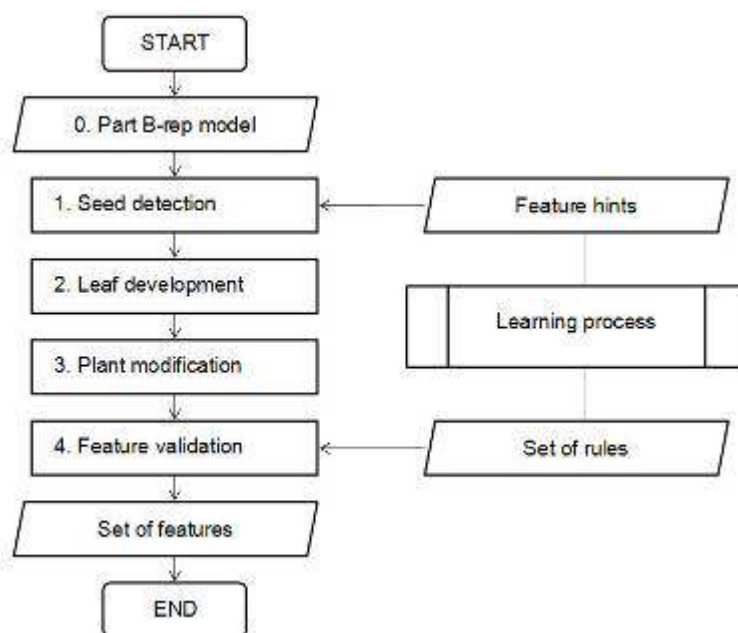 START
0. Part B-rep model
1. Seed detection
Feature hints
2. Leaf development
Learning process
3. Plant modification
4. Feature validation
Set of rules
Set of features
END